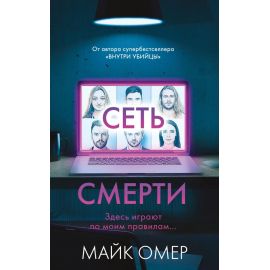 От автора супербестселлера
«ВНУТРИ УБИЙЦЫ»
СЕТЬ
СМЕРТИ
Здесь играют
по моим правилам...
МАЙК ОМЕР